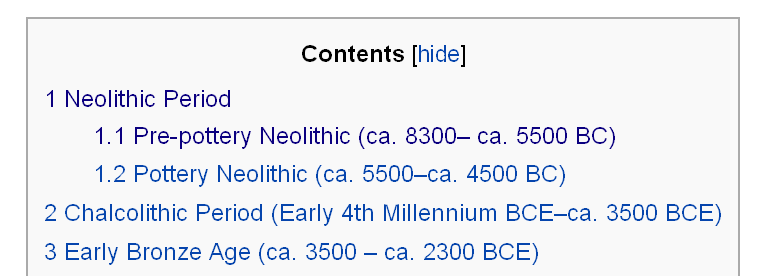 Contents [hide]
1 Neolithic Period
1.1 Pre-pottery Neolithic (ca. 8300– ca. 5500 BC)
1.2 Pottery Neolithic (ca. 5500–ca. 4500 BC)
2 Chalcolithic Period (Early 4th Millennium BCE–ca. 3500 BCE)
3 Early Bronze Age (ca. 3500 – ca. 2300 BCE)